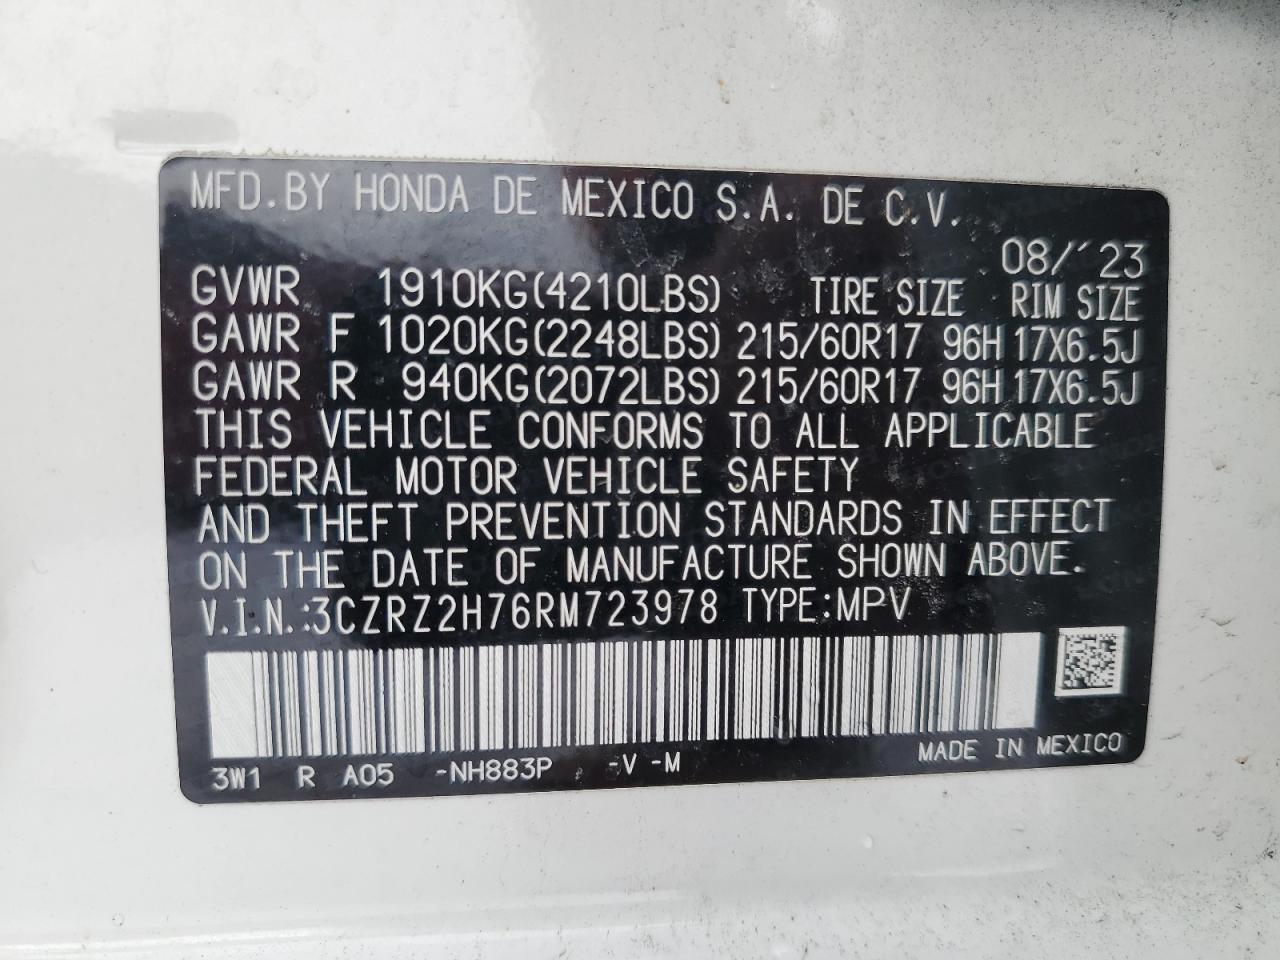 MFD.BY HONDA DE MEXICO S.A. DE C.V.
08/´23
GVWR 1910KG(4210LBS) TIRE SIZE RIM SIZE
GAWR F 1020KG(2248LBS) 215/60R17 96H 17X6.5J
GAWR R 940KG(2072LBS) 215/60R17 96H 17X6.5J
THIS VEHICLE CONFORMS TO ALL APPLICABLE
FEDERAL MOTOR VEHICLE SAFETY
AND THEFT PREVENTION STANDARDS IN EFFECT
ON THE DATE OF MANUFACTURE SHOWN ABOVE.
V.I.N.:3CZRZ2H76RM723978 TYPE:MPV
3W1 R A05 -NH883P -V -M MADE IN MEXICO